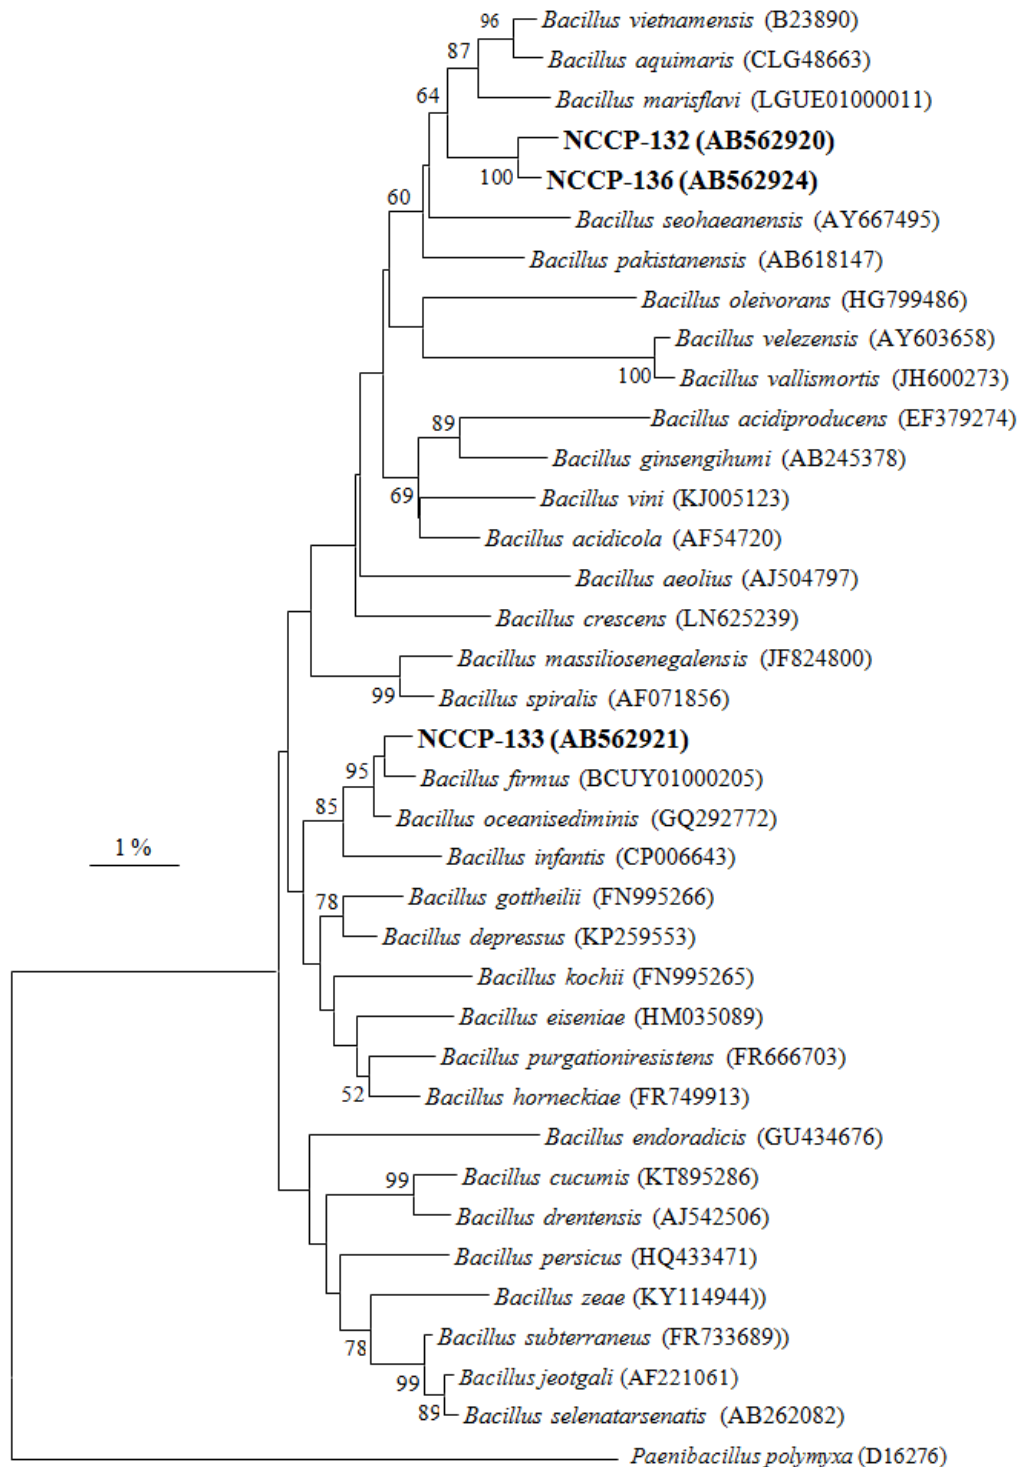 96
Bacillus vietnamensis (B23890)
87
Bacillus aquimaris (CLG48663)
64
Bacillus marisflavi (LGUE01000011)
NCCP-132 (AB562920)
100
NCCP-136 (AB562924)
60
Bacillus seohaeanensis (AY667495)
Bacillus pakistanensis (AB618147)
Bacillus oleivorans (HG799486)
Bacillus velezensis (AY603658)
100
Bacillus vallismortis (JH600273)
89
Bacillus acidiproducens (EF379274)
Bacillus ginsengihumi (AB245378)
69
Bacillus vini (KJ005123)
Bacillus acidicola (AF54720)
Bacillus aeolius (AJ504797)
Bacillus crescens (LN625239)
Bacillus massiliosenegalensis (JF824800)
99
Bacillus spiralis (AF071856)
NCCP-133 (AB562921)
95
Bacillus firmus (BCUY01000205)
85
Bacillus oceanisediminis (GQ292772)
1 %
Bacillus infantis (CP006643)
78
Bacillus gottheilii (FN995266)
Bacillus depressus (KP259553)
Bacillus kochii (FN995265)
Bacillus eiseniae (HM035089)
Bacillus purgationiresistens (FR666703)
52
Bacillus horneckiae (FR749913)
Bacillus endoradicis (GU434676)
99
Bacillus cucumis (KT895286)
Bacillus drentensis (AJ542506)
Bacillus persicus (HQ433471)
Bacillus zeae (KY114944))
78
Bacillus subterraneus (FR733689))
99
Bacillus jeotgali (AF221061)
89
Bacillus selenatarsenatis (AB262082)
Paenibacillus polymyxa (D16276)